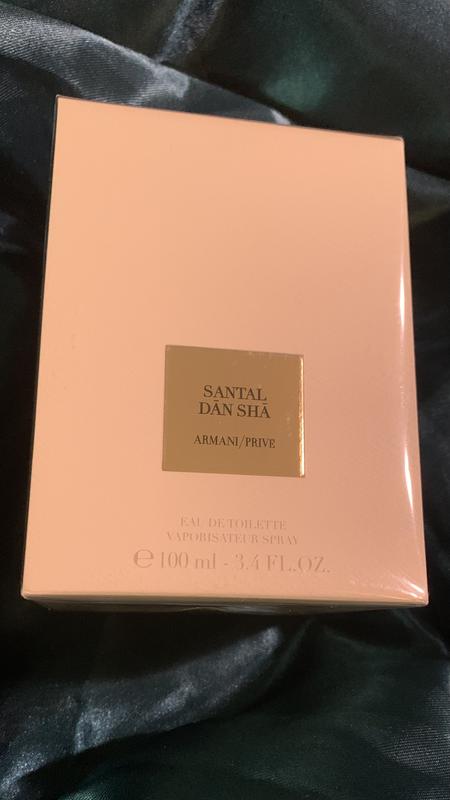 SANTAL
DĀN SHĀ
ARMANI/PRIVE
EAU DE TOILETTE
VAPORISATEUR SPRAY
℮ 100 ml - 3.4 FL.OZ.